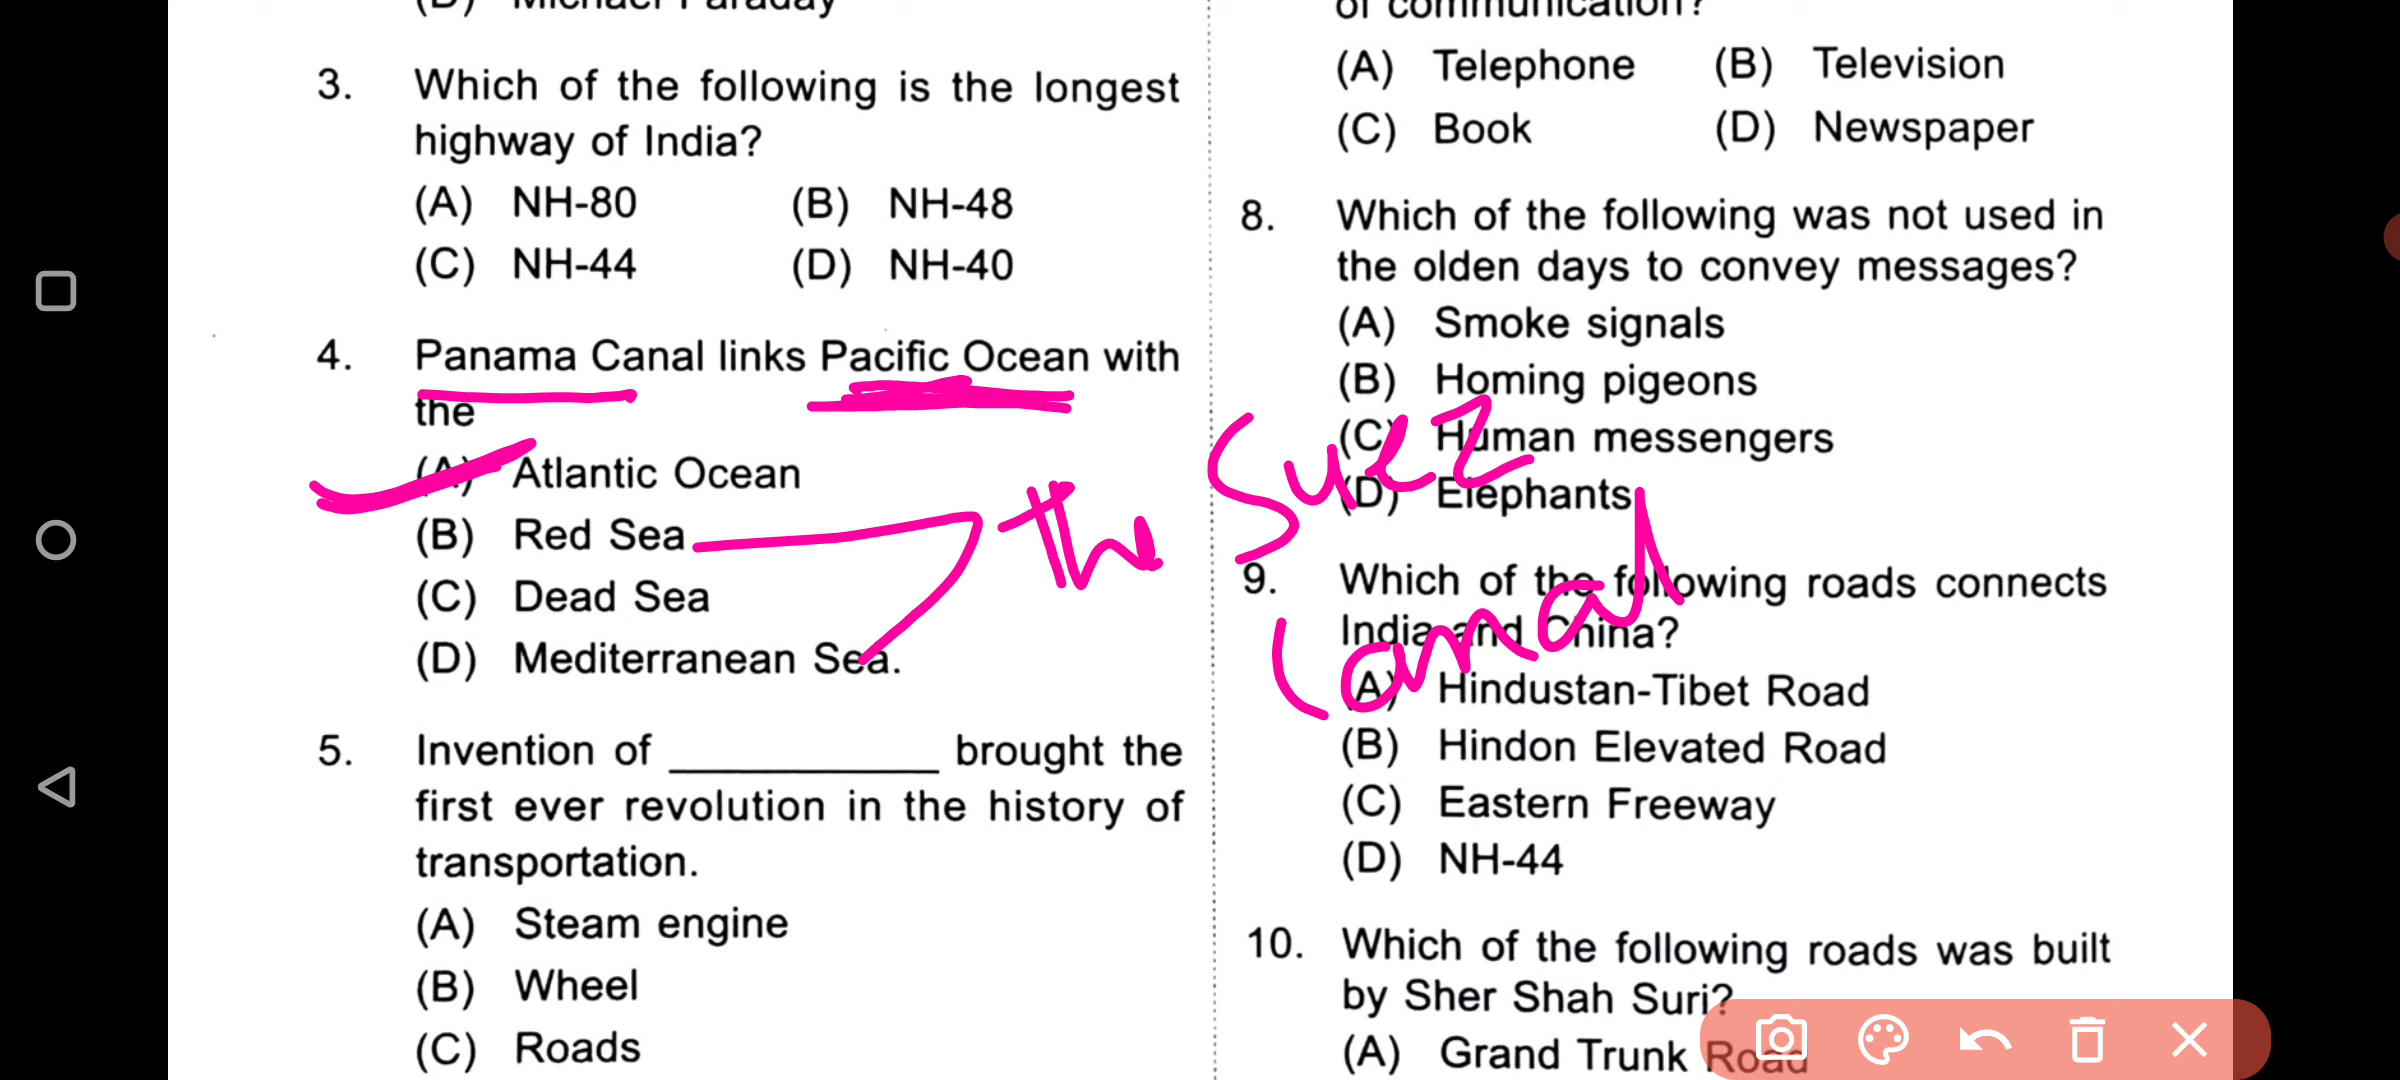 (D) Michael Faraday
3. Which of the following is the longest
highway of India?
(A) NH-80 (B) NH-48
(C) NH-44 (D) NH-40
4. Panama Canal links Pacific Ocean with
the
(A) Atlantic Ocean
(B) Red Sea
(C) Dead Sea
(D) Mediterranean Sea.
5. Invention of ____________ brought the
first ever revolution in the history of
transportation.
(A) Steam engine
(B) Wheel
(C) Roads
of communication?
(A) Telephone (B) Television
(C) Book (D) Newspaper
8. Which of the following was not used in
the olden days to convey messages?
(A) Smoke signals
(B) Homing pigeons
(C) Human messengers
(D) Elephants
9. Which of the following roads connects
India and China?
(A) Hindustan-Tibet Road
(B) Hindon Elevated Road
(C) Eastern Freeway
(D) NH-44
10. Which of the following roads was built
by Sher Shah Suri?
(A) Grand Trunk Road
the Suez
Canal